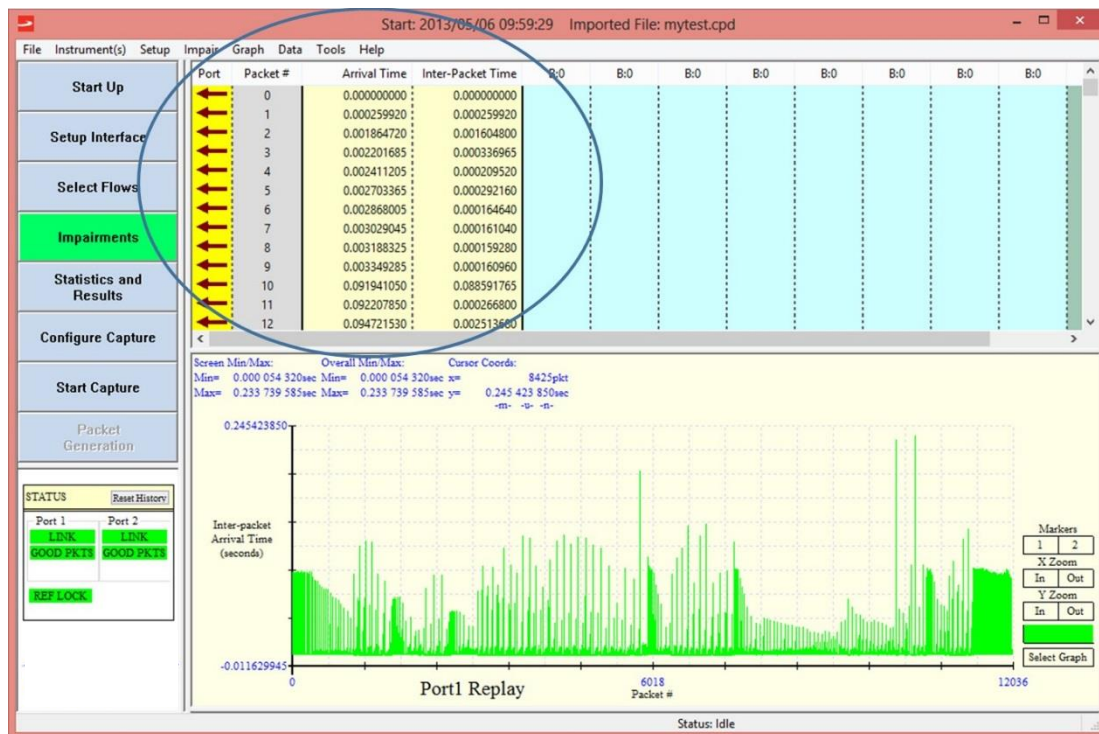 Start: 2013/05/06 09:59:29 Imported File: mytest.cpd
File Instrument(s) Setup Impair Graph Data Tools Help
Start Up
Setup Interface
Select Flows
Impairments
Statistics and
Results
Configure Capture
Start Capture
Packet
Generation
STATUS Reset History
Port 1 Port 2
LINK LINK
GOOD PKTS GOOD PKTS
REF LOCK
Port Packet # Arrival Time Inter-Packet Time B:0 B:0 B:0 B:0 B:0 B:0 B:0 B:0
0 0.000000000 0.000000000
1 0.000259920 0.000259920
2 0.001864720 0.001604800
3 0.002201685 0.000336965
4 0.002411205 0.000209520
5 0.002703365 0.000292160
6 0.002868005 0.000164640
7 0.003029045 0.000161040
8 0.003188325 0.000159280
9 0.003349285 0.000160960
10 0.091941050 0.088591765
11 0.092207850 0.000266800
12 0.094721530 0.002513680
Screen Min/Max: Overall Min/Max: Cursor Coords:
Min= 0.000 054 320sec Min= 0.000 054 320sec x= 8425pkt
Max= 0.233 739 585sec Max= 0.233 739 585sec y= 0.245 423 850sec
-m- -u- -n-
0.245423850
Inter-packet
Arrival Time
(seconds)
-0.011629945
0 6018 12036
Port1 Replay Packet #
Markers
1 2
X Zoom
In Out
Y Zoom
In Out
Select Graph
Status: Idle